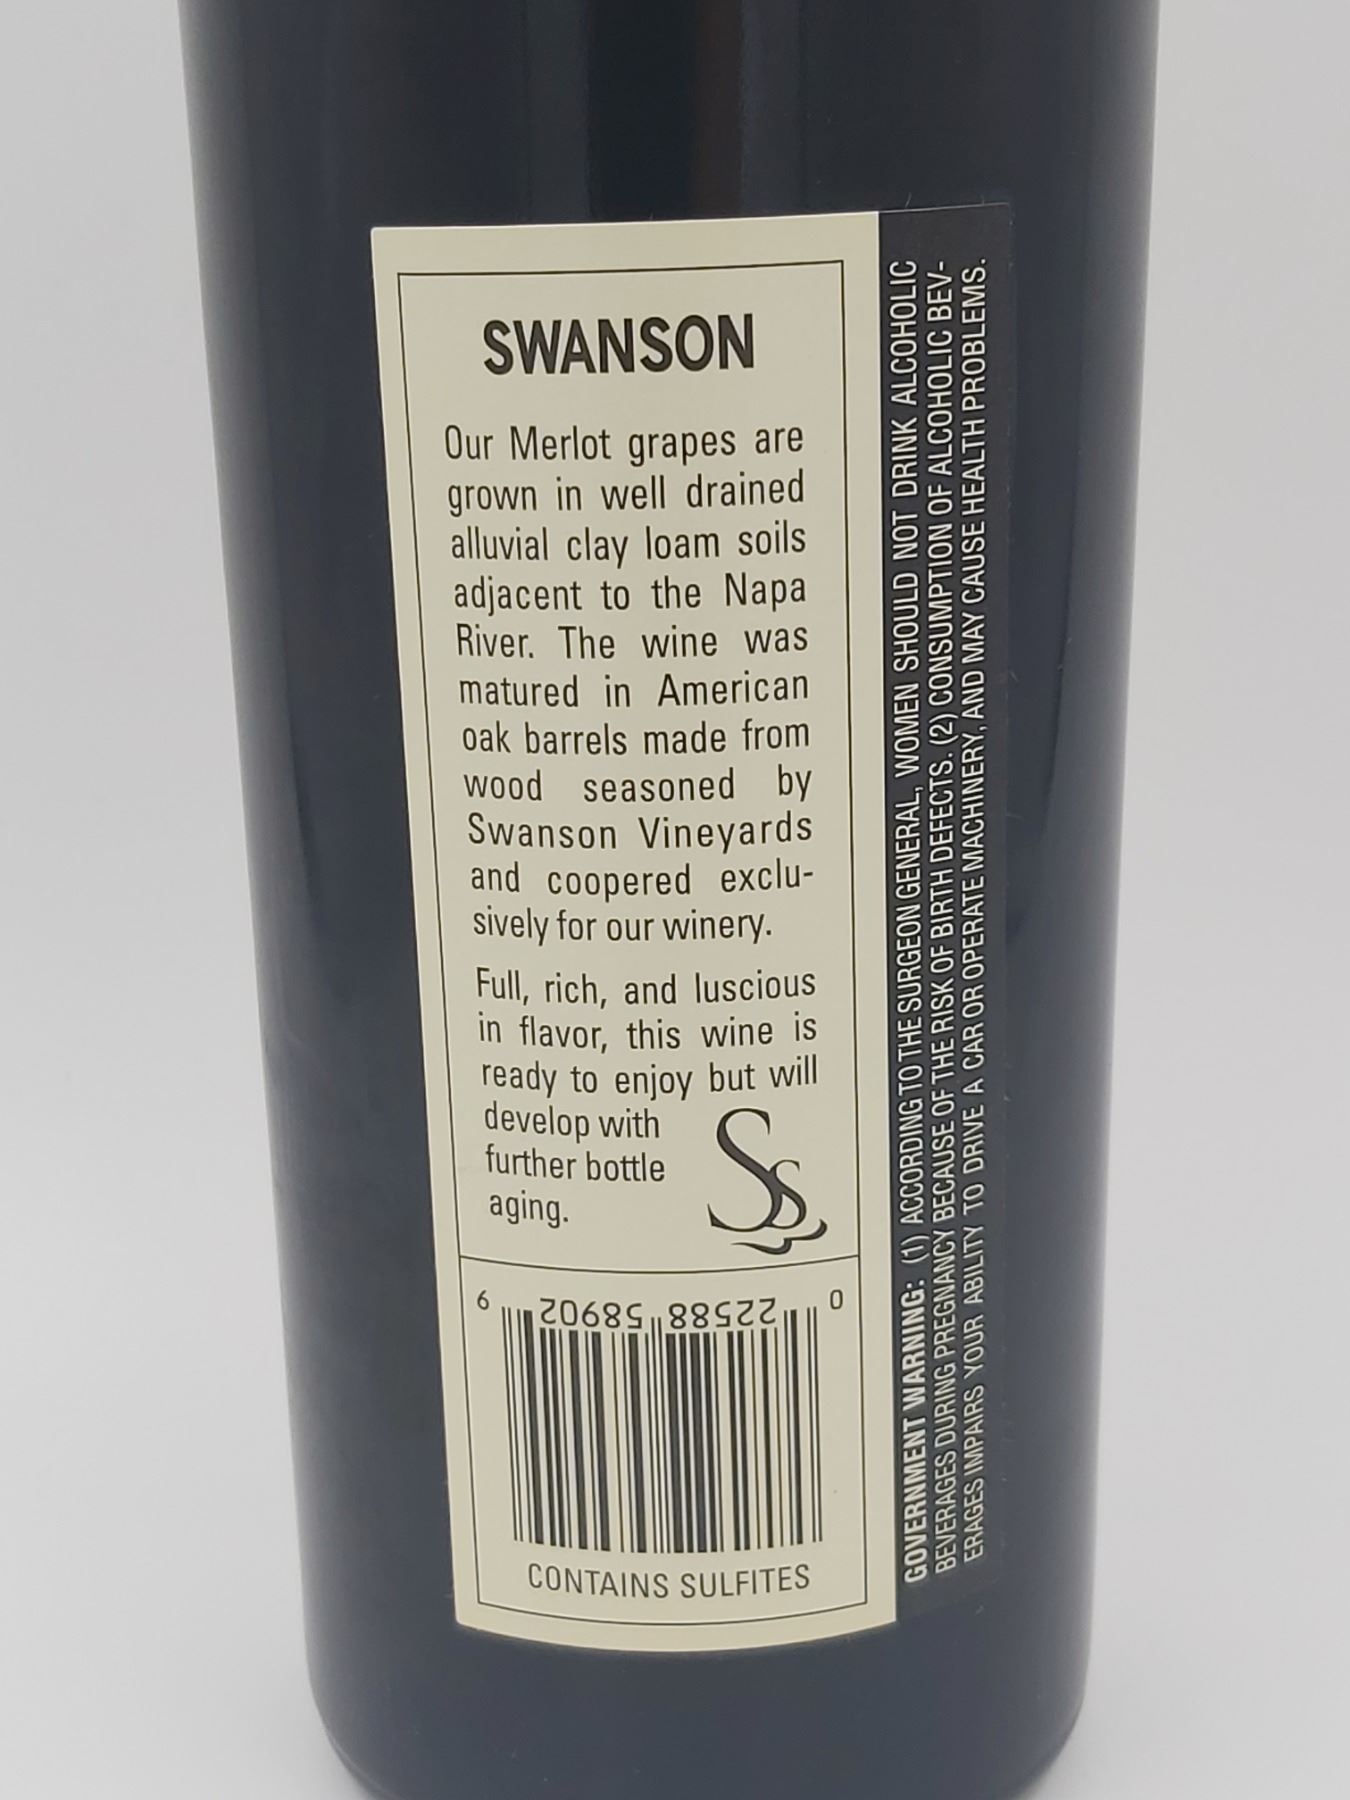 SWANSON
Our Merlot grapes are
grown in well drained
alluvial clay loam soils
adjacent to the Napa
River. The wine was
matured in American
oak barrels made from
wood seasoned by
Swanson Vineyards
and coopered exclu-
sively for our winery.
Full, rich, and luscious
in flavor, this wine is
ready to enjoy but will
develop with
further bottle
aging.
SS
0 22588 58902 9
CONTAINS SULFITES
GOVERNMENT WARNING: (1) ACCORDING TO THE SURGEON GENERAL, WOMEN SHOULD NOT DRINK ALCOHOLIC
BEVERAGES DURING PREGNANCY BECAUSE OF THE RISK OF BIRTH DEFECTS. (2) CONSUMPTION OF ALCOHOLIC BEV-
ERAGES IMPAIRS YOUR ABILITY TO DRIVE A CAR OR OPERATE MACHINERY, AND MAY CAUSE HEALTH PROBLEMS.